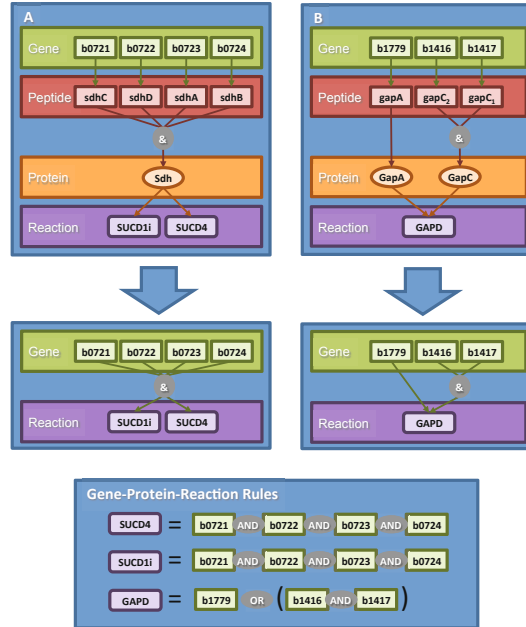 A
Gene b0721 b0722 b0723 b0724
Peptide sdhC sdhD sdhA sdhB
&
Protein Sdh
Reaction SUCD1i SUCD4
Gene b0721 b0722 b0723 b0724
&
Reaction SUCD1i SUCD4
B
Gene b1779 b1416 b1417
Peptide gapA gapC2 gapC1
&
Protein GapA GapC
Reaction GAPD
Gene b1779 b1416 b1417
&
Reaction GAPD
Gene-Protein-Reaction Rules
SUCD4 = b0721 AND b0722 AND b0723 AND b0724
SUCD1i = b0721 AND b0722 AND b0723 AND b0724
GAPD = b1779 OR (b1416 AND b1417)